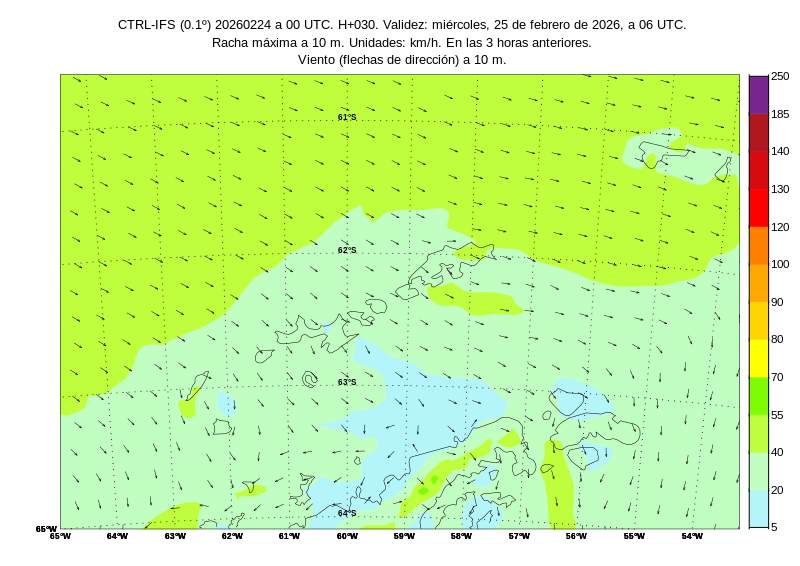 CTRL-IFS (0.1º) 20260224 a 00 UTC. H+030. Validez: miércoles, 25 de febrero de 2026, a 06 UTC.
Racha máxima a 10 m. Unidades: km/h. En las 3 horas anteriores.
Viento (flechas de dirección) a 10 m.
250
185
140
130
120
100
90
80
70
55
40
20
5
61°S
62°S
63°S
64°S
65°W
65°W 64°W 63°W 62°W 61°W 60°W 59°W 58°W 57°W 56°W 55°W 54°W